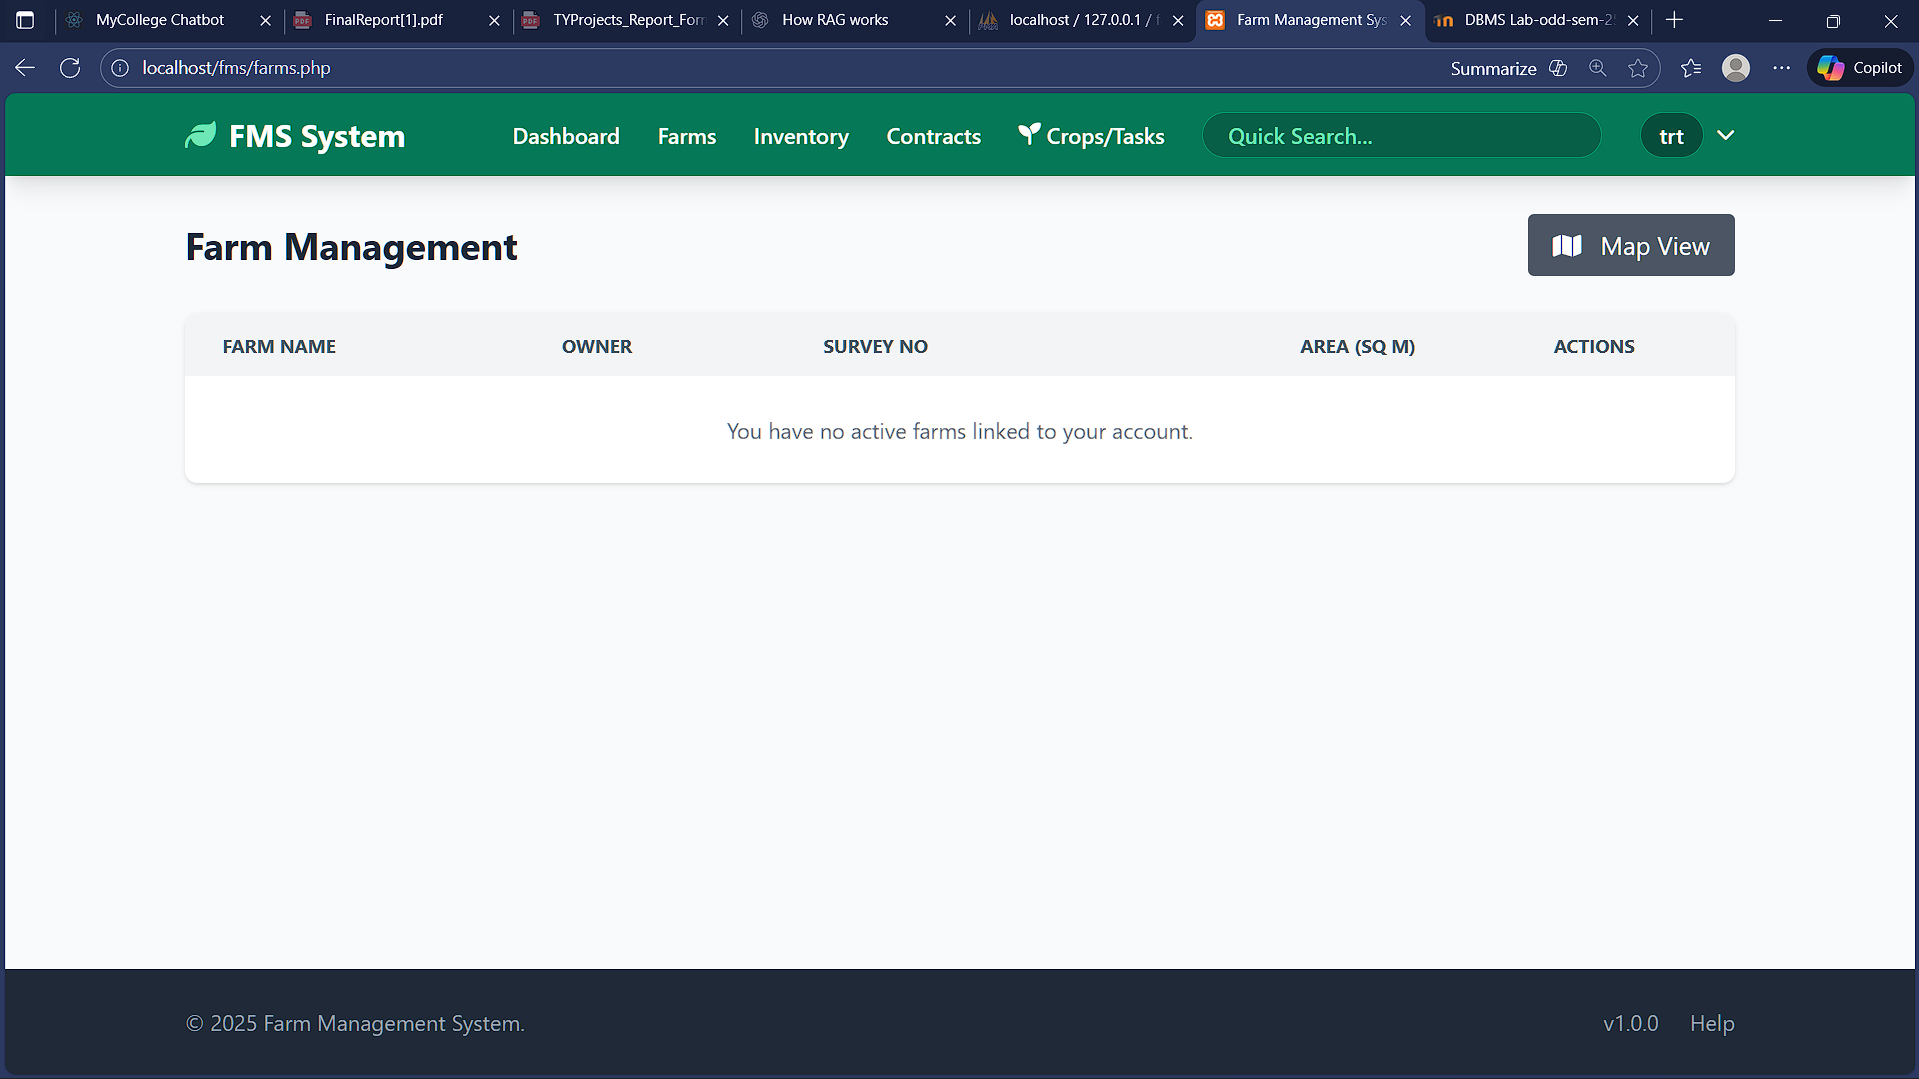 MyCollege Chatbot
FinalReport[1].pdf
TYProjects_Report_Forr
How RAG works
localhost / 127.0.0.1 / f
Farm Management Sys
DBMS Lab-odd-sem-2
localhost/fms/farms.php
Summarize
Copilot
FMS System
Dashboard
Farms
Inventory
Contracts
Crops/Tasks
Quick Search...
trt
Farm Management
Map View
FARM NAME
OWNER
SURVEY NO
AREA (SQ M)
ACTIONS
You have no active farms linked to your account.
© 2025 Farm Management System.
v1.0.0
Help